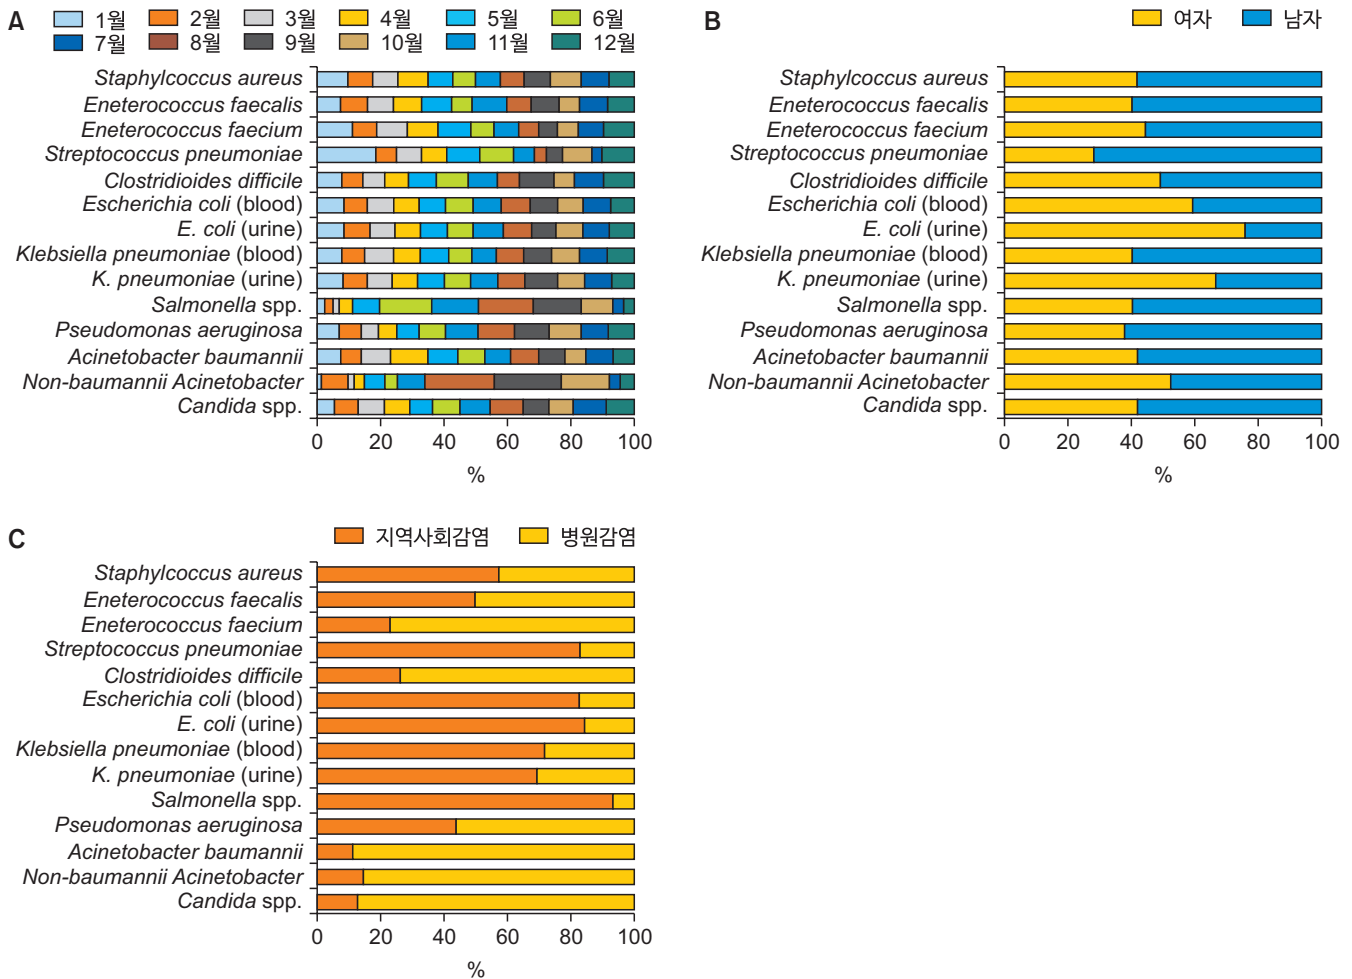 A
1월 2월 3월 4월 5월 6월
7월 8월 9월 10월 11월 12월
Staphylcoccus aureus
Eneterococcus faecalis
Eneterococcus faecium
Streptococcus pneumoniae
Clostridioides difficile
Escherichia coli (blood)
E. coli (urine)
Klebsiella pneumoniae (blood)
K. pneumoniae (urine)
Salmonella spp.
Pseudomonas aeruginosa
Acinetobacter baumannii
Non-baumannii Acinetobacter
Candida spp.
0 20 40 60 80 100
%
B
여자 남자
Staphylcoccus aureus
Eneterococcus faecalis
Eneterococcus faecium
Streptococcus pneumoniae
Clostridioides difficile
Escherichia coli (blood)
E. coli (urine)
Klebsiella pneumoniae (blood)
K. pneumoniae (urine)
Salmonella spp.
Pseudomonas aeruginosa
Acinetobacter baumannii
Non-baumannii Acinetobacter
Candida spp.
0 20 40 60 80 100
%
C
지역사회감염 병원감염
Staphylcoccus aureus
Eneterococcus faecalis
Eneterococcus faecium
Streptococcus pneumoniae
Clostridioides difficile
Escherichia coli (blood)
E. coli (urine)
Klebsiella pneumoniae (blood)
K. pneumoniae (urine)
Salmonella spp.
Pseudomonas aeruginosa
Acinetobacter baumannii
Non-baumannii Acinetobacter
Candida spp.
0 20 40 60 80 100
%